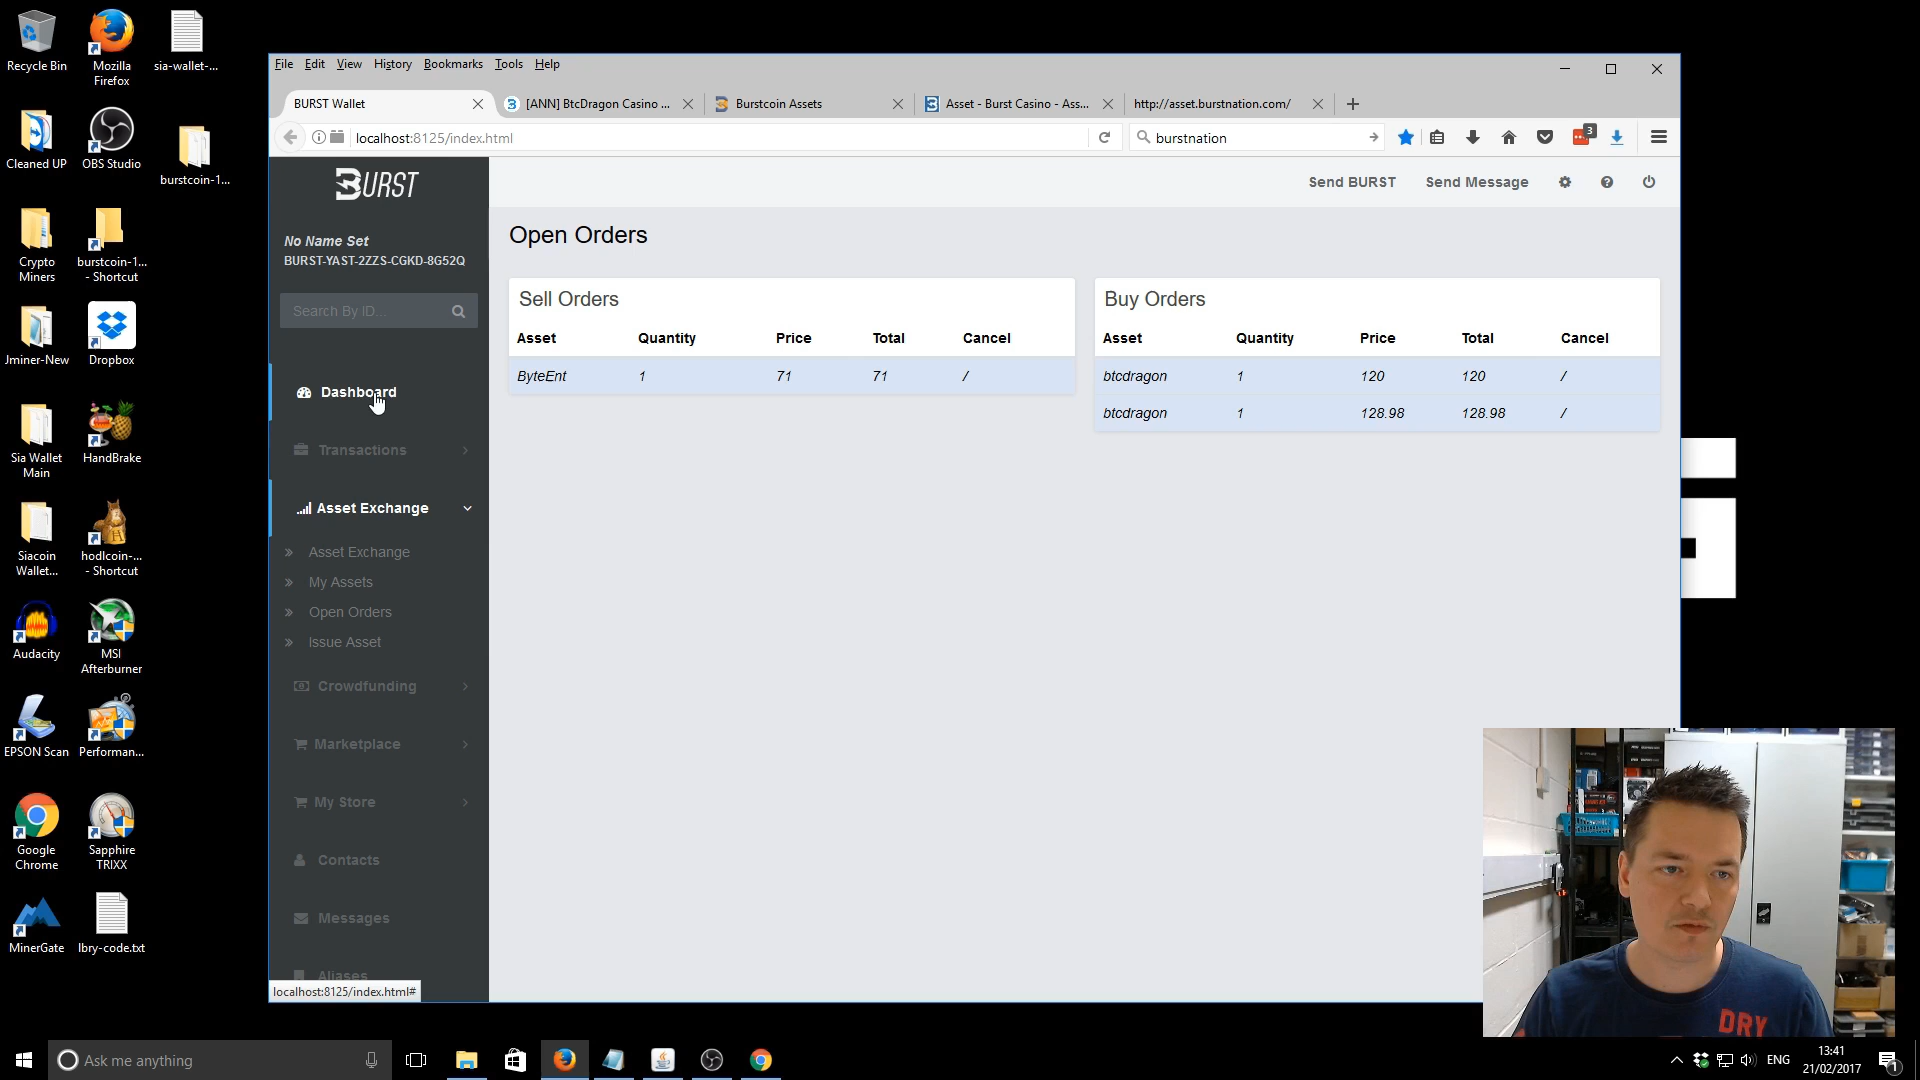 Recycle Bin
Mozilla
Firefox
sia-wallet-...
Cleaned UP
OBS Studio
burstcoin-1...
Crypto
Miners
burstcoin-1...
- Shortcut
Jminer-New
Dropbox
Sia Wallet
Main
HandBrake
Siacoin
Wallet...
hodlcoin-...
- Shortcut
Audacity
MSI
Afterburner
EPSON Scan
Performan...
Google
Chrome
Sapphire
TRIXX
MinerGate
lbry-code.txt
File Edit View History Bookmarks Tools Help
BURST Wallet
[ANN] BtcDragon Casino ...
Burstcoin Assets
Asset - Burst Casino - Ass...
http://asset.burstnation.com/
localhost:8125/index.html
burstnation
3
BURST
Send BURST
Send Message
No Name Set
BURST-YAST-2ZZS-CGKD-8G52Q
Search By ID...
Dashboard
Transactions
Asset Exchange
Asset Exchange
My Assets
Open Orders
Issue Asset
Crowdfunding
Marketplace
My Store
Contacts
Messages
Aliases
localhost:8125/index.html#
Open Orders
Sell Orders
Asset Quantity Price Total Cancel
ByteEnt 1 71 71 /
Buy Orders
Asset Quantity Price Total Cancel
btcdragon 1 120 120 /
btcdragon 1 128.98 128.98 /
DRY
Ask me anything
ENG
13:41
21/02/2017
1